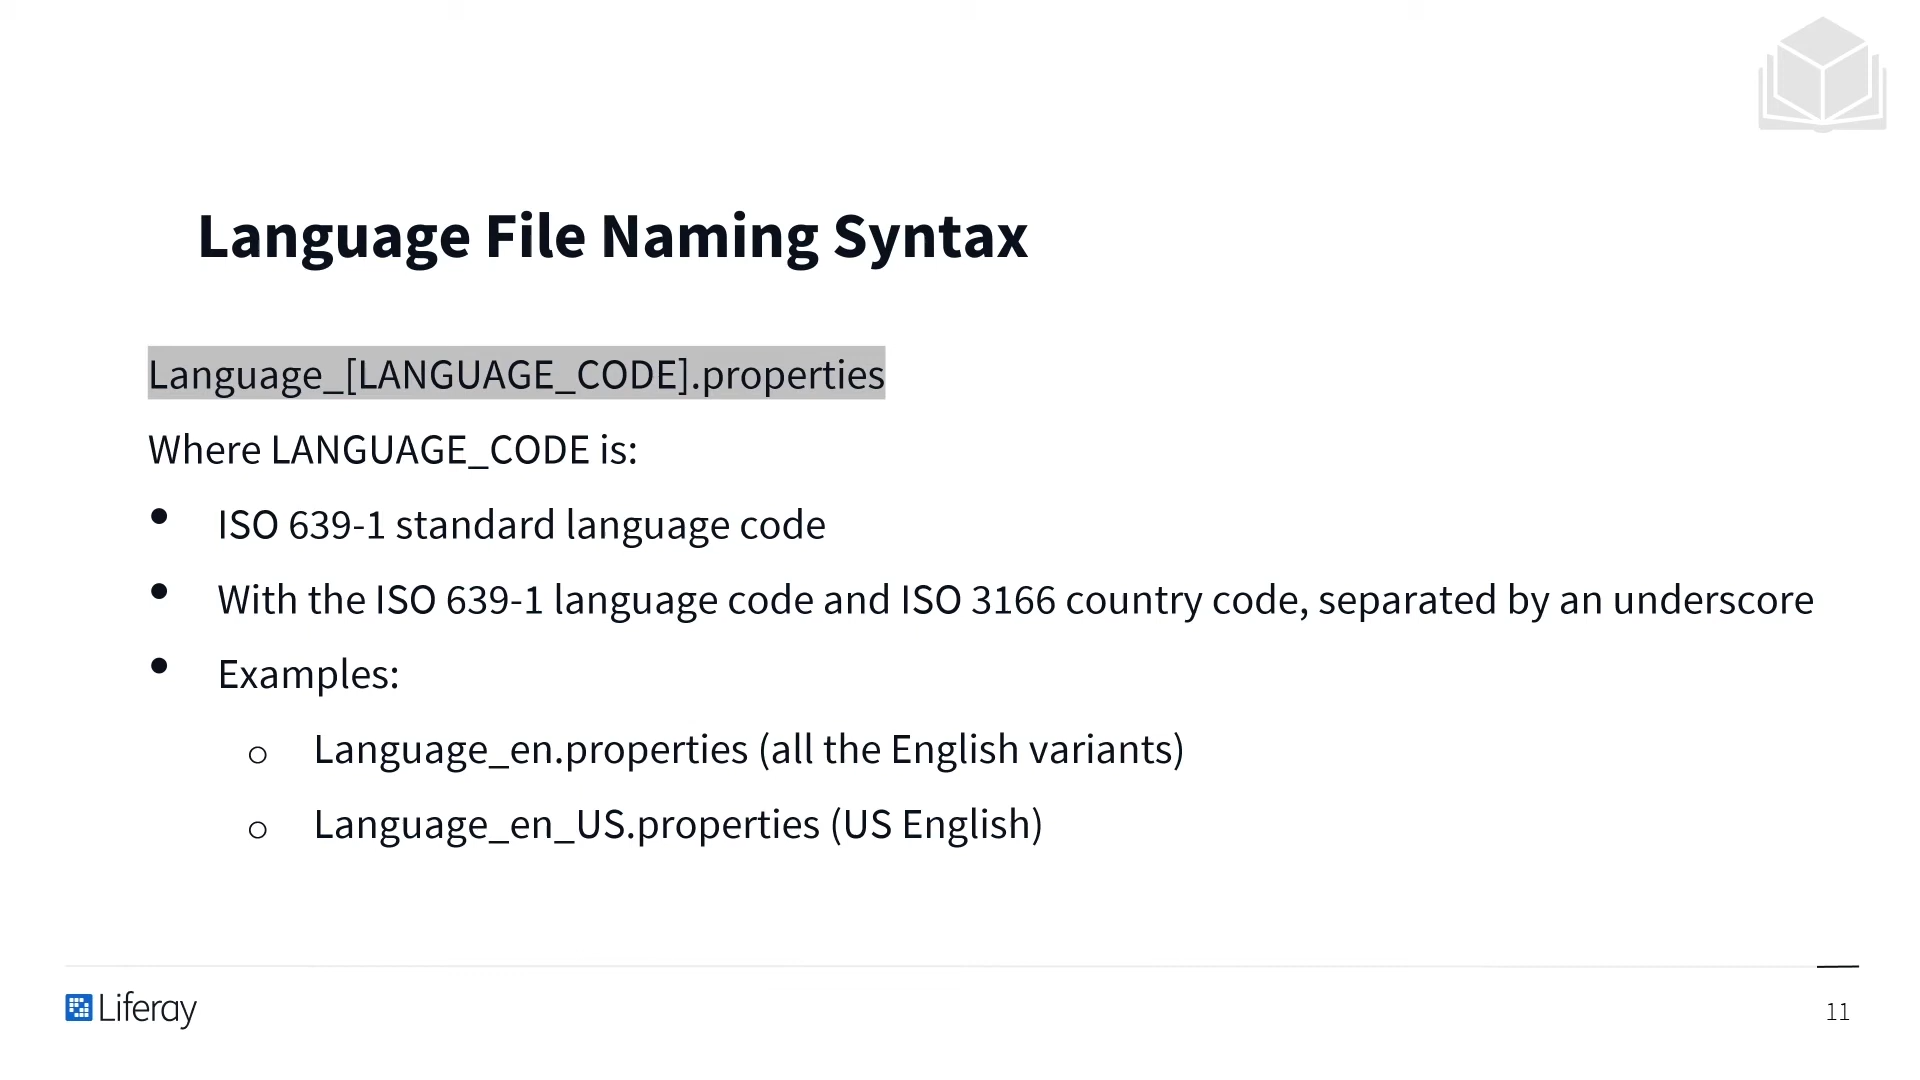 Language File Naming Syntax
Language_[LANGUAGE_CODE].properties
Where LANGUAGE_CODE is:
• ISO 639-1 standard language code
• With the ISO 639-1 language code and ISO 3166 country code, separated by an underscore
• Examples:
o Language_en.properties (all the English variants)
o Language_en_US.properties (US English)
Liferay
11